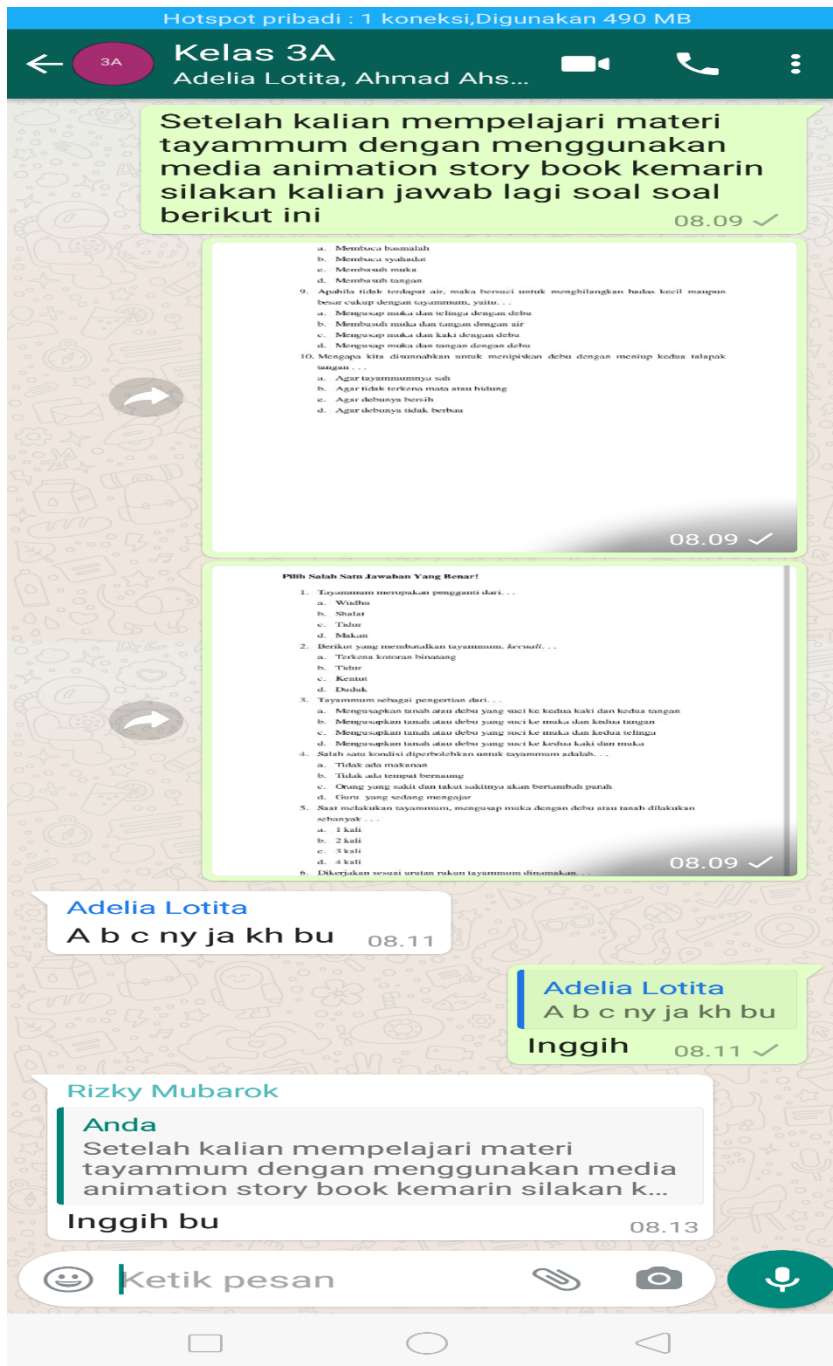 Hotspot pribadi : 1 koneksi,Digunakan 490 MB
3A
Kelas 3A
Adelia Lotita, Ahmad Ahs...
Setelah kalian mempelajari materi
tayammum dengan menggunakan
media animation story book kemarin
silakan kalian jawab lagi soal soal
berikut ini
08.09
a. Membaca basmalah
b. Membaca syahadat
c. Membasuh muka
d. Membasuh tangan
9. Apabila tidak terdapat air, maka bersuci untuk menghilangkan hadas kecil maupun
besar cukup dengan tayammum, yaitu. . .
a. Mengusap muka dan telinga dengan debu
b. Membasuh muka dan tangan dengan air
c. Mengusap muka dan kaki dengan debu
d. Mengusap muka dan tangan dengan debu
10. Mengapa kita disunnahkan untuk menipiskan debu dengan meniup kedua talapak
tangan . . .
a. Agar tayammumnya sah
b. Agar tidak terkena mata atau hidung
c. Agar debunya bersih
d. Agar debunya tidak berbau
08.09
Pilih Salah Satu Jawaban Yang Benar!
1. Tayammum merupakan pengganti dari. . .
a. Wudhu
b. Shalat
c. Tidur
d. Makan
2. Berikut yang membatalkan tayammum, kecuali. . .
a. Terkena kotoran binatang
b. Tidur
c. Kentut
d. Duduk
3. Tayammum sebagai pengertian dari. . .
a. Mengusapkan tanah atau debu yang suci ke kedua kaki dan kedua tangan
b. Mengusapkan tanah atau debu yang suci ke muka dan kedua tangan
c. Mengusapkan tanah atau debu yang suci ke muka dan kedua telinga
d. Mengusapkan tanah atau debu yang suci ke kedua kaki dan muka
4. Salah satu kondisi diperbolehkan untuk tayammum adalah. . .
a. Tidak ada makanan
b. Tidak ada tempat bernaung
c. Orang yang sakit dan takut sakitnya akan bertambah parah
d. Guru yang sedang mengajar
5. Saat melakukan tayammum, mengusap muka dengan debu atau tanah dilakukan
sebanyak . . .
a. 1 kali
b. 2 kali
c. 3 kali
d. 4 kali
6. Dikerjakan sesuai urutan rukun tayammum dinamakan. . .
08.09
Adelia Lotita
A b c ny ja kh bu 08.11
Adelia Lotita
A b c ny ja kh bu
Inggih 08.11
Rizky Mubarok
Anda
Setelah kalian mempelajari materi
tayammum dengan menggunakan media
animation story book kemarin silakan k...
Inggih bu 08.13
Ketik pesan